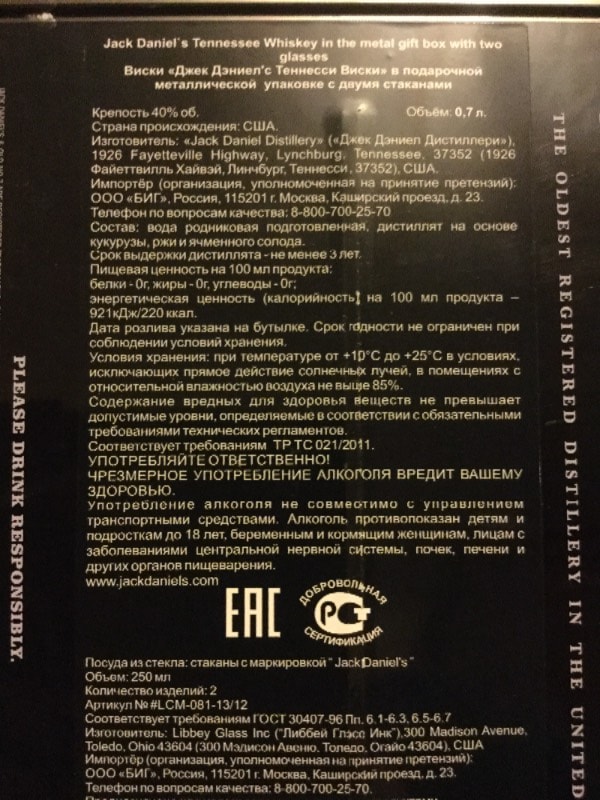 Jack Daniel`s Tennessee Whiskey in the metal gift box with two
glasses
Виски «Джек Дэниел'с Теннесси Виски» в подарочной
металлической упаковке с двумя стаканами
Крепость 40% об. Объём: 0,7 л.
Страна происхождения: США.
Изготовитель: «Jack Daniel Distillery» («Джек Дэниел Дистиллери»),
1926 Fayetteville Highway, Lynchburg, Tennessee, 37352 (1926
Файеттвилль Хайвэй, Линчбург, Теннесси, 37352), США.
Импортёр (организация, уполномоченная на принятие претензий):
ООО «БИГ», Россия, 115201 г. Москва, Каширский проезд, д. 23.
Телефон по вопросам качества: 8-800-700-25-70
Состав: вода родниковая подготовленная, дистиллят на основе
кукурузы, ржи и ячменного солода.
Срок выдержки дистиллята - не менее 3 лет.
Пищевая ценность на 100 мл продукта:
белки - 0г, жиры - 0г, углеводы - 0г;
энергетическая ценность (калорийность) на 100 мл продукта –
921кДж/220 ккал.
Дата розлива указана на бутылке. Срок годности не ограничен при
соблюдении условий хранения.
Условия хранения: при температуре от +10°С до +25°С в условиях,
исключающих прямое действие солнечных лучей, в помещениях с
относительной влажностью воздуха не выше 85%.
Содержание вредных для здоровья веществ не превышает
допустимые уровни, определяемые в соответствии с обязательными
требованиями технических регламентов.
Соответствует требованиям ТР ТС 021/2011.
УПОТРЕБЛЯЙТЕ ОТВЕТСТВЕННО!
ЧРЕЗМЕРНОЕ УПОТРЕБЛЕНИЕ АЛКОГОЛЯ ВРЕДИТ ВАШЕМУ
ЗДОРОВЬЮ.
Употребление алкоголя не совместимо с управлением
транспортными средствами. Алкоголь противопоказан детям и
подросткам до 18 лет, беременным и кормящим женщинам, лицам с
заболеваниями центральной нервной системы, почек, печени и
других органов пищеварения.
www.jackdaniels.com
ЕАС
ДОБРОВОЛЬНАЯ
РСТ
СЕРТИФИКАЦИЯ
Посуда из стекла: стаканы с маркировкой " Jack Daniel's "
Объем: 250 мл
Количество изделий: 2
Артикул № #LCM-081-13/12
Соответствует требованиям ГОСТ 30407-96 Пп. 6.1-6.3, 6.5-6.7
Изготовитель: Libbey Glass Inc ("Либбей Гласс Инк"),300 Madison Avenue,
Toledo, Ohio 43604 (300 Мэдисон Авеню, Толедо, Огайо 43604), США
Импортёр (организация, уполномоченная на принятие претензий):
ООО «БИГ», Россия, 115201 г. Москва, Каширский проезд, д. 23.
Телефон по вопросам качества: 8-800-700-25-70
PLEASE DRINK RESPONSIBLY.
THE OLDEST REGISTERED DISTILLERY IN THE UNITED